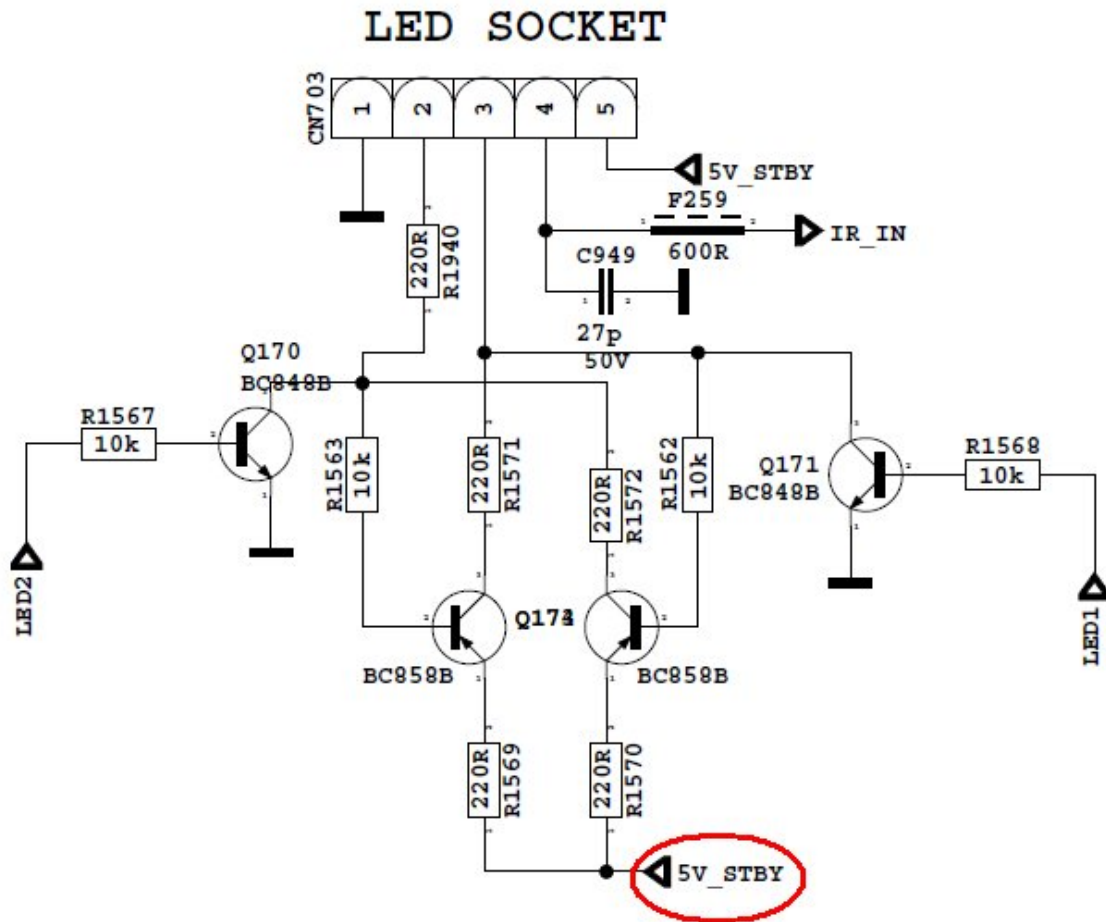 LED SOCKET
CN703
1
2
3
4
5
5V_STBY
F259
600R
IR_IN
220R
R1940
C949
27p
50V
Q170
BC848B
R1567
10k
LED2
R1563
10k
220R
R1571
220R
R1572
R1562
10k
Q171
BC848B
R1568
10k
LED1
BC858B
BC858B
220R
R1569
220R
R1570
5V_STBY